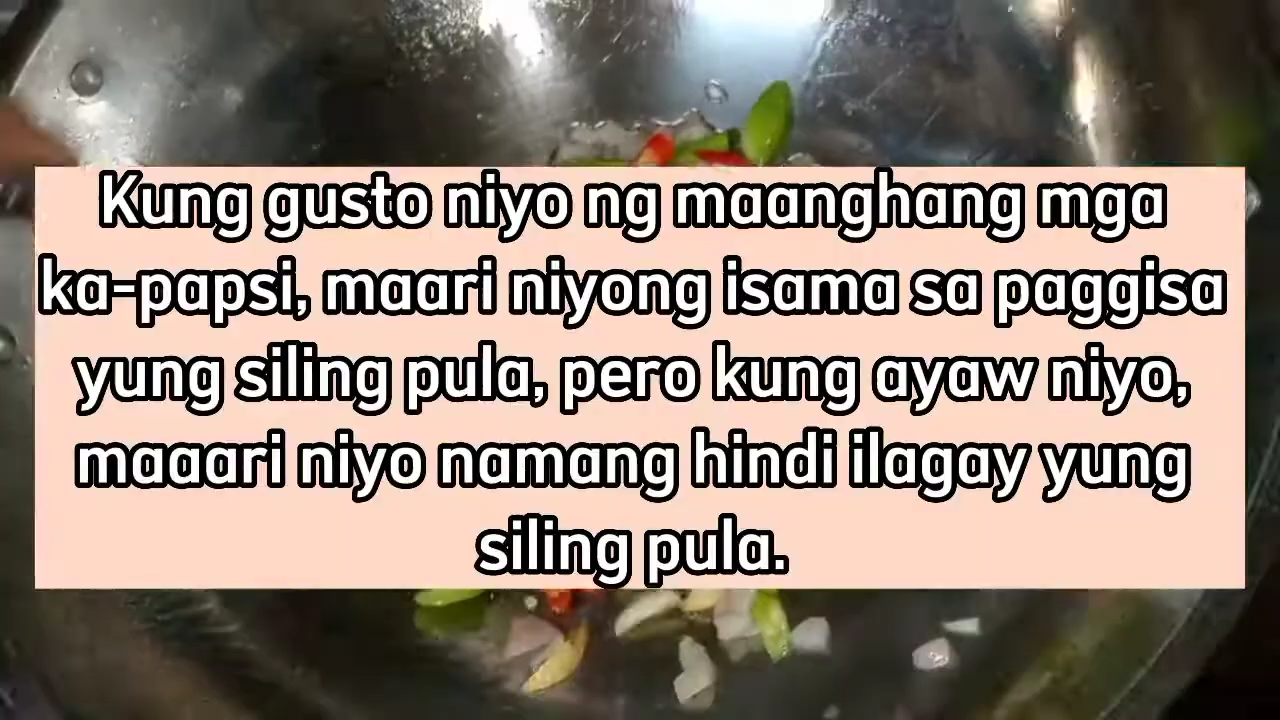 Kung gusto niyo ng maanghang mga
ka-papsi, maari niyong isama sa paggisa
yung siling pula, pero kung ayaw niyo,
maaari niyo namang hindi ilagay yung
siling pula.